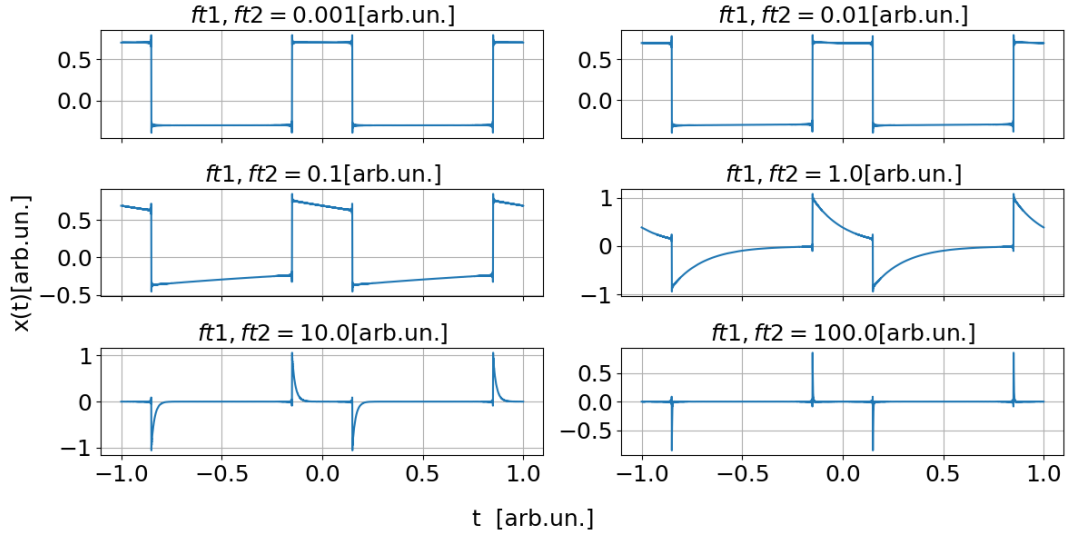 ft1, ft2 = 0.001[arb.un.]
ft1, ft2 = 0.01[arb.un.]
0.5
0.0
0.5
0.0
ft1, ft2 = 0.1[arb.un.]
ft1, ft2 = 1.0[arb.un.]
0.5
0.0
−0.5
1
0
−1
x(t)[arb.un.]
ft1, ft2 = 10.0[arb.un.]
ft1, ft2 = 100.0[arb.un.]
1
0
−1
0.5
0.0
−0.5
−1.0 −0.5 0.0 0.5 1.0
−1.0 −0.5 0.0 0.5 1.0
t [arb.un.]